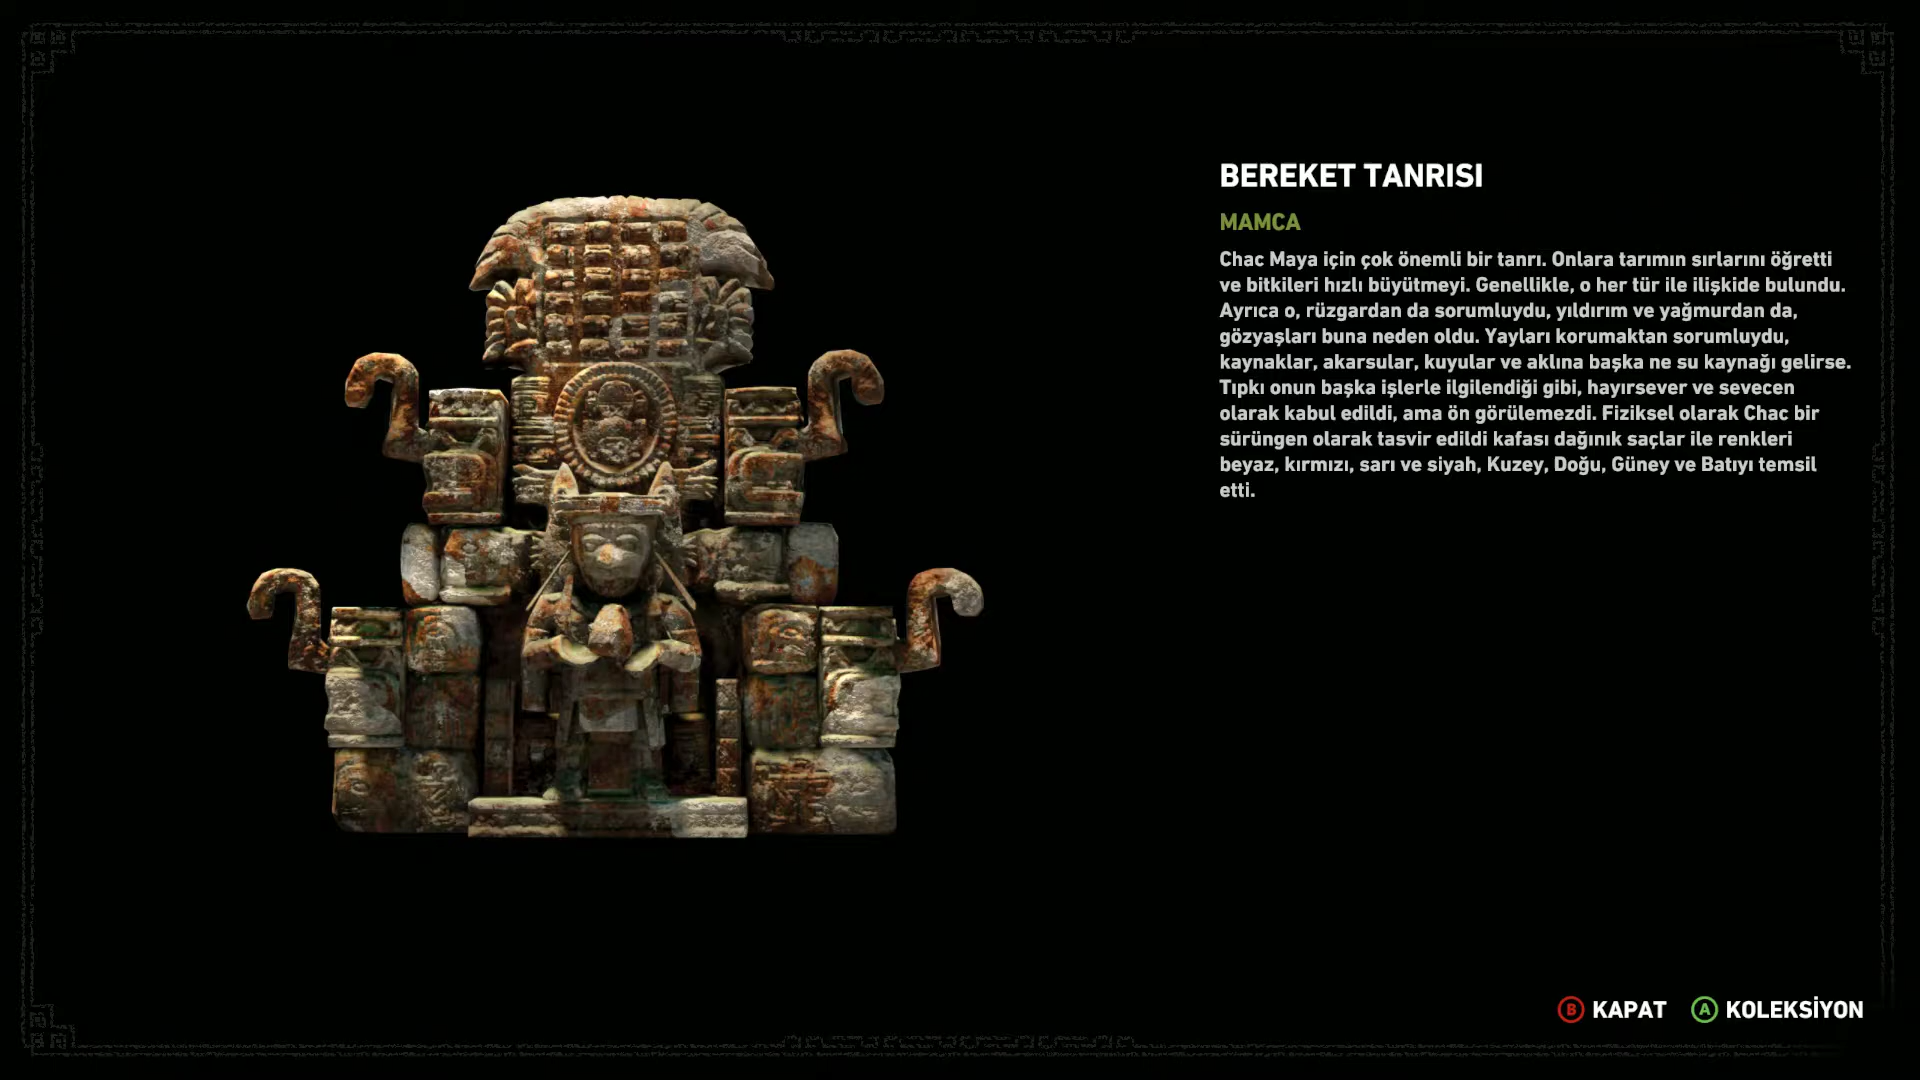 BEREKET TANRISI
MAMCA
Chac Maya için çok önemli bir tanrı. Onlara tarımın sırlarını öğretti
ve bitkileri hızlı büyütmeyi. Genellikle, o her tür ile ilişkide bulundu.
Ayrıca o, rüzgardan da sorumluydu, yıldırım ve yağmurdan da,
gözyaşları buna neden oldu. Yayları korumaktan sorumluydu,
kaynaklar, akarsular, kuyular ve aklına başka ne su kaynağı gelirse.
Tıpkı onun başka işlerle ilgilendiği gibi, hayırsever ve sevecen
olarak kabul edildi, ama ön görülemezdi. Fiziksel olarak Chac bir
sürüngen olarak tasvir edildi kafası dağınık saçlar ile renkleri
beyaz, kırmızı, sarı ve siyah, Kuzey, Doğu, Güney ve Batıyı temsil
etti.
B KAPAT A KOLEKSİYON